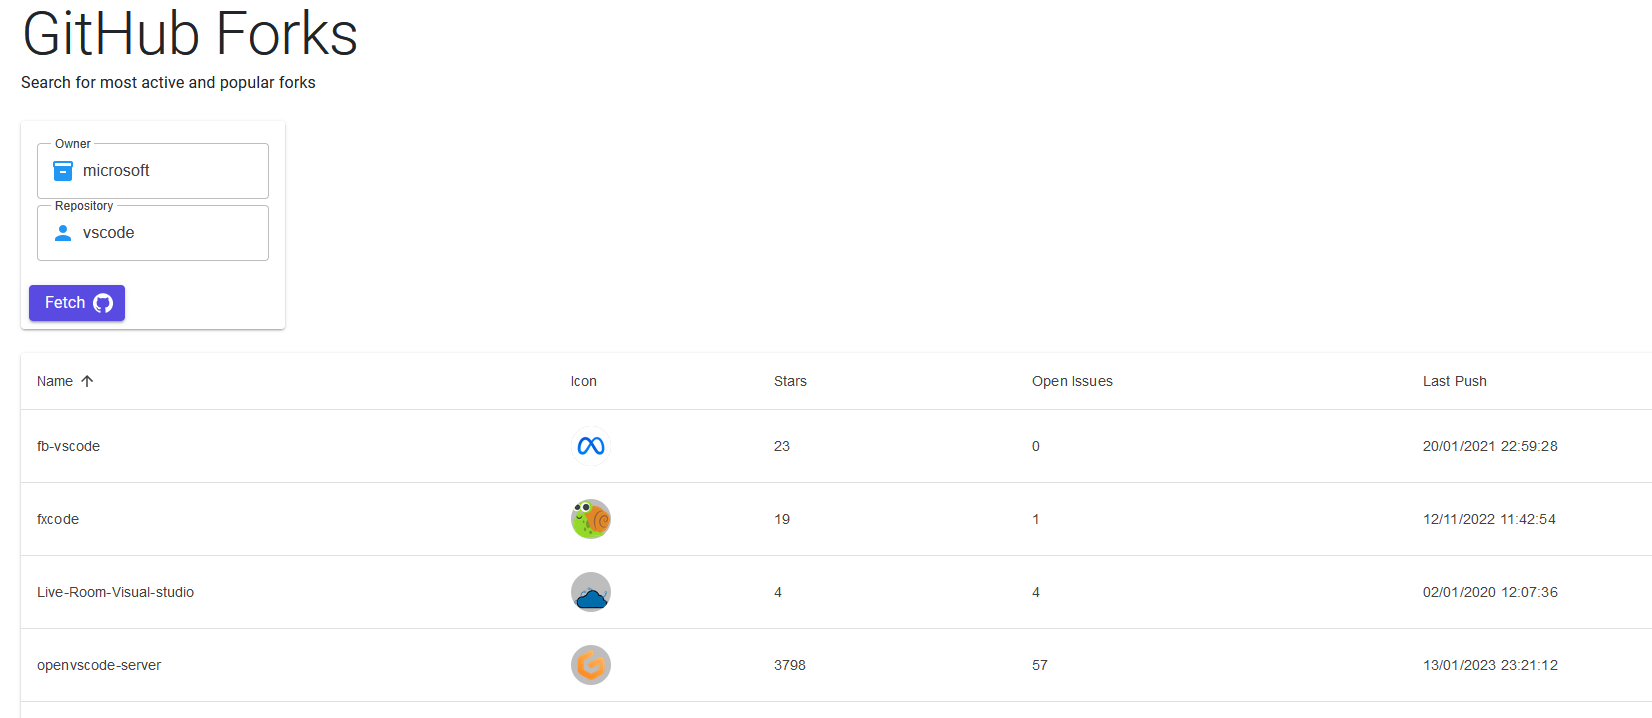 GitHub Forks
Search for most active and popular forks
Owner
microsoft
Repository
vscode
Fetch
Name Icon Stars Open Issues Last Push
fb-vscode 23 0 20/01/2021 22:59:28
fxcode 19 1 12/11/2022 11:42:54
Live-Room-Visual-studio 4 4 02/01/2020 12:07:36
openvscode-server 3798 57 13/01/2023 23:21:12